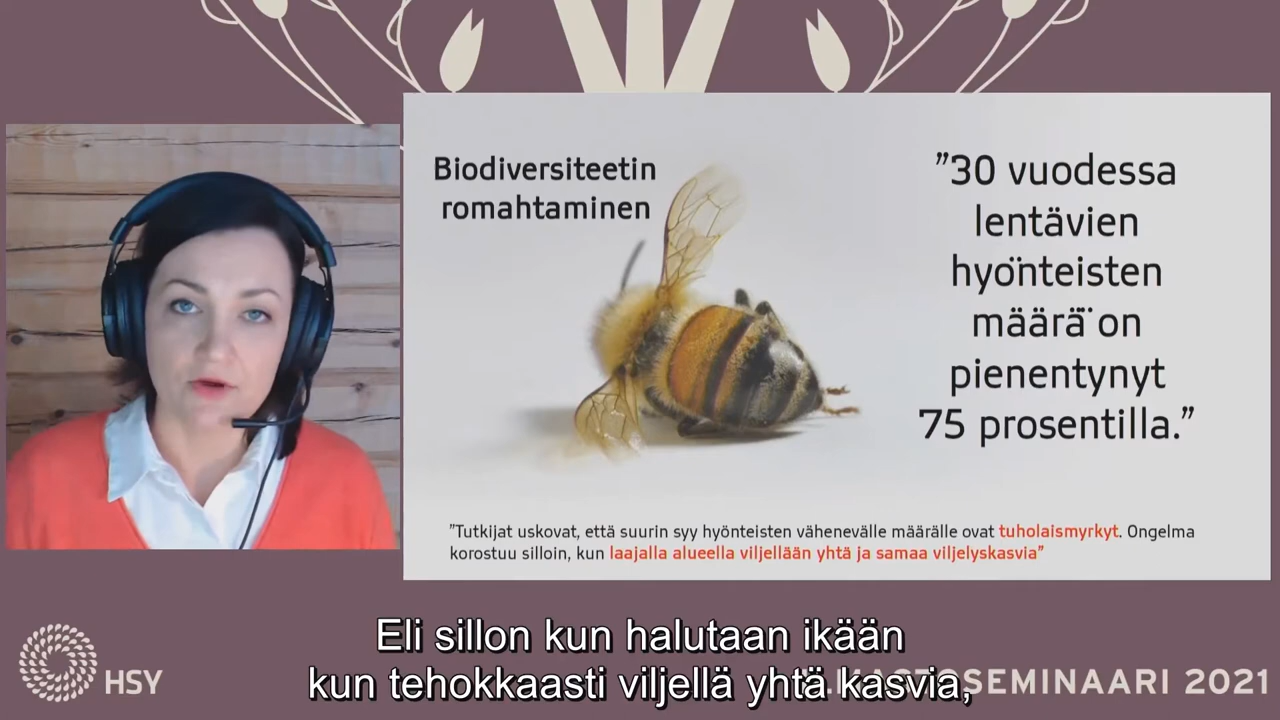 Biodiversiteetin
romahtaminen
”30 vuodessa
lentävien
hyönteisten
määrä on
pienentynyt
75 prosentilla.”
”Tutkijat uskovat, että suurin syy hyönteisten vähenevälle määrälle ovat tuholaismyrkyt. Ongelma
korostuu silloin, kun laajalla alueella viljellään yhtä ja samaa viljelyskasvia”
Eli sillon kun halutaan ikään
kun tehokkaasti viljellä yhtä kasvia,
HSY
SEMINAARI 2021